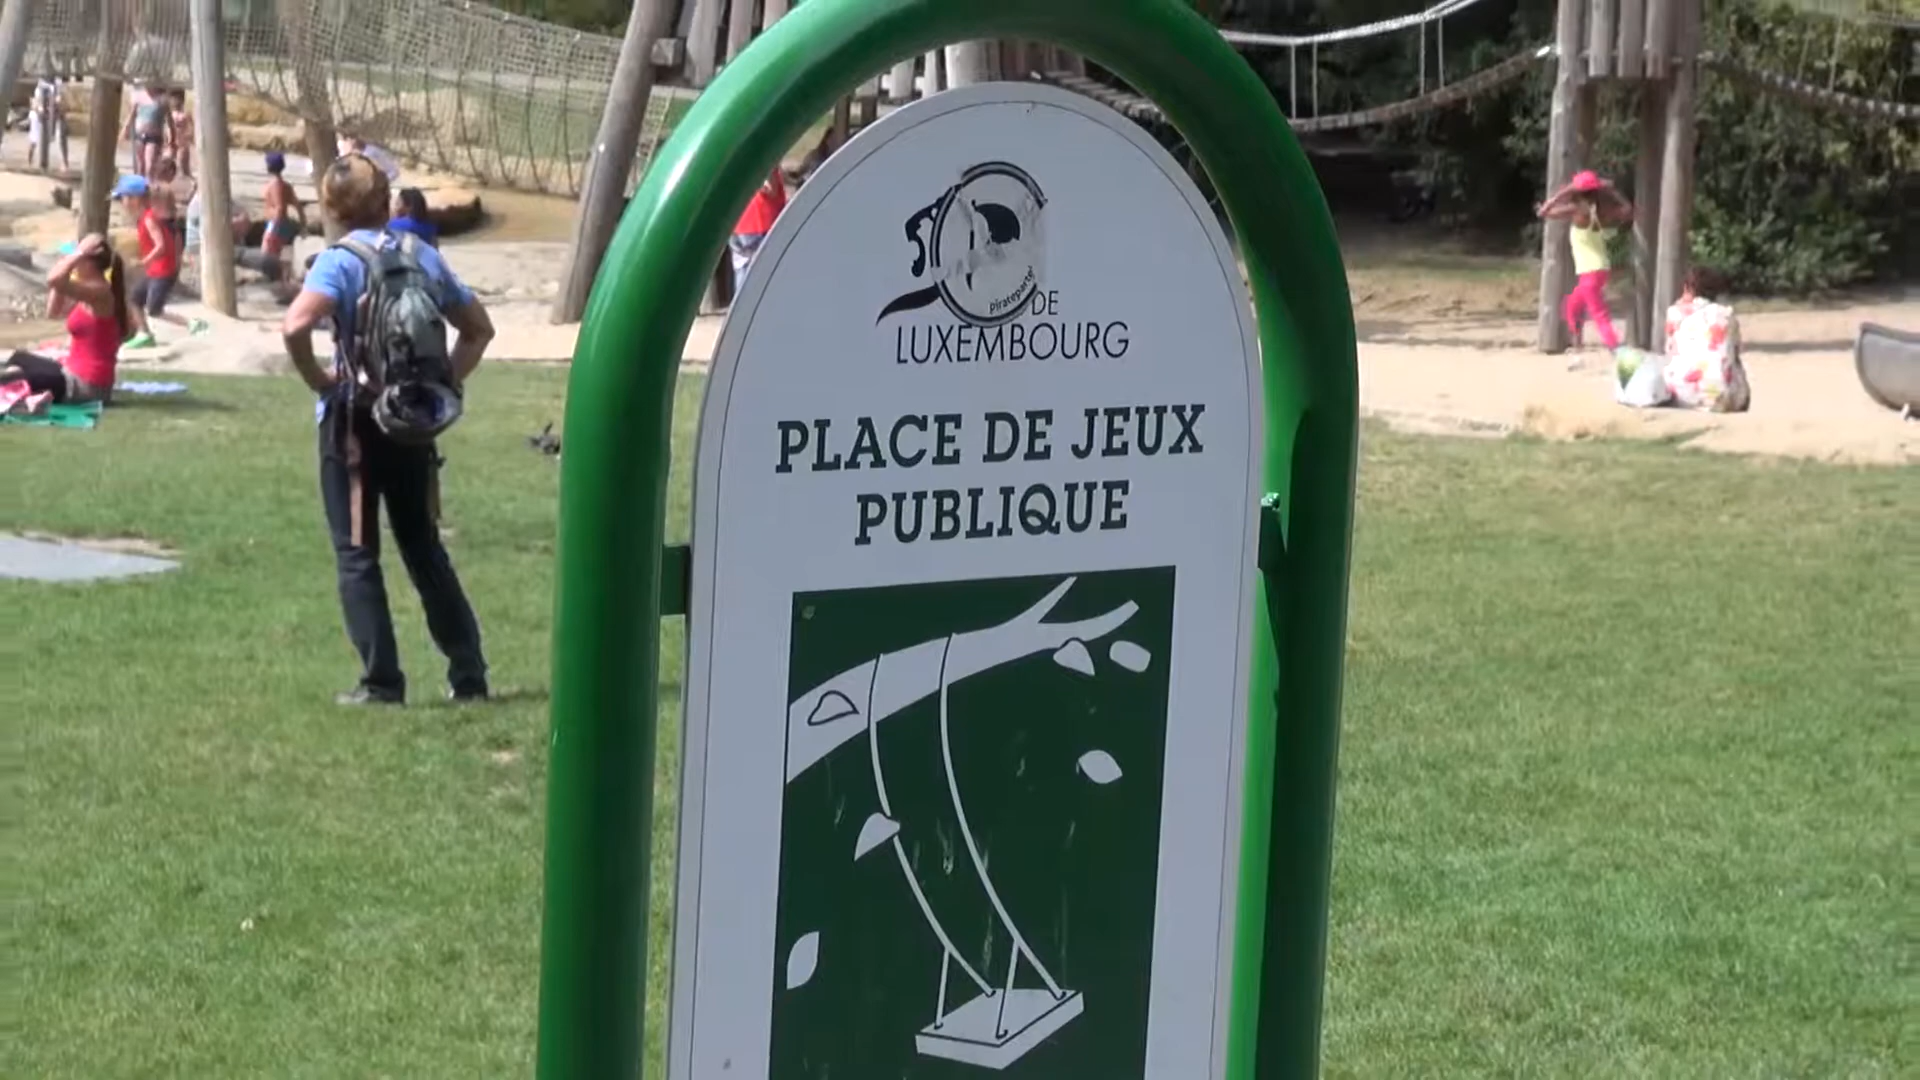 piratepartei
DE
LUXEMBOURG
PLACE DE JEUX
PUBLIQUE